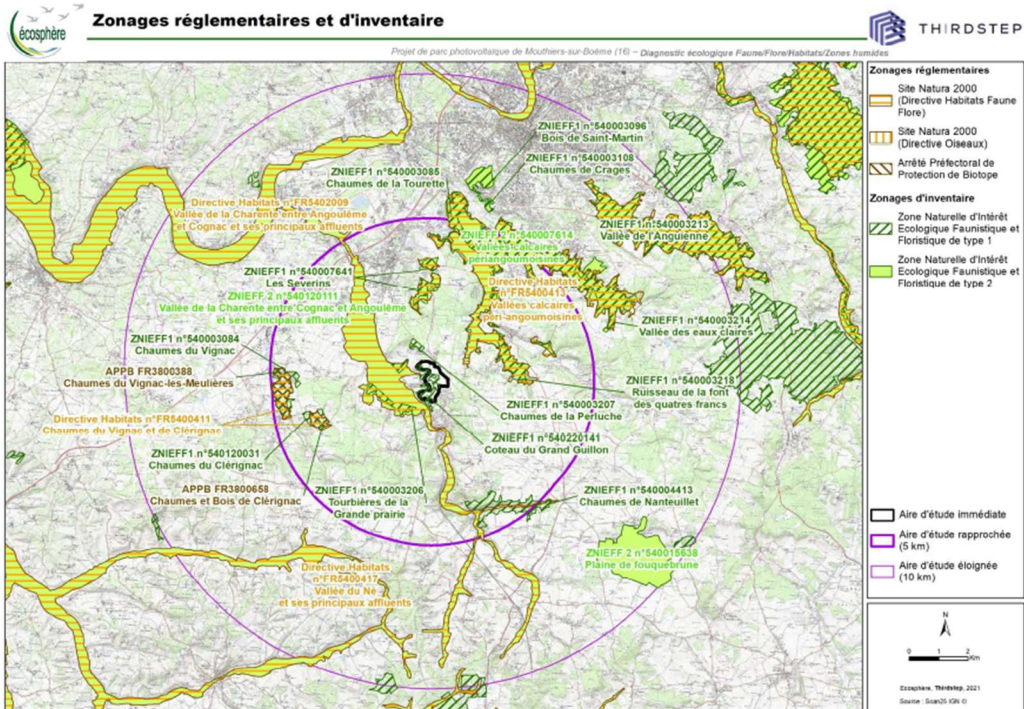 écosphère
Zonages réglementaires et d'inventaire
THIRDSTEP
Projet de parc photovoltaïque de Mouthiers-sur-Boëme (16) – Diagnostic écologique Faune/Flore/Habitats/Zones humides
ZNIEFF1 n°540003096
Bois de Saint-Martin
ZNIEFF1 n°540003108
Chaumes de Crages
ZNIEFF1 n°540003085
Chaumes de la Tourette
Directive Habitats n°FR5402009
Vallée de la Charente entre Angoulême
et Cognac et ses principaux affluents
ZNIEFF1 n°540003213
Vallée de l'Anguienne
ZNIEFF 2 n°540007614
Vallées calcaires
périangoumoisines
ZNIEFF1 n°540007641
Les Severins
Directive Habitats
n°FR5400413
Vallées calcaires
péri-angoumoisines
ZNIEFF 2 n°540120111
Vallée de la Charente entre Cognac et Angoulême
et ses principaux affluents
ZNIEFF1 n°540003214
Vallée des eaux claires
ZNIEFF1 n°540003084
Chaumes du Vignac
APPB FR3800388
Chaumes du Vignac-les-Meulières
ZNIEFF1 n°540003218
Ruisseau de la font
des quatres francs
ZNIEFF1 n°540003207
Chaumes de la Perluche
Directive Habitats n°FR5400411
Chaumes du Vignac et de Clérignac
ZNIEFF1 n°540220141
Coteau du Grand Guillon
ZNIEFF1 n°540120031
Chaumes du Clérignac
APPB FR3800658
Chaumes et Bois de Clérignac
ZNIEFF1 n°540003206
Tourbières de la
Grande prairie
ZNIEFF1 n°540004413
Chaumes de Nanteuillet
ZNIEFF 2 n°540015638
Plaine de fouquebrune
Directive Habitats
n°FR5400417
Vallée du Né
et ses principaux affluents
Zonages réglementaires
Site Natura 2000
(Directive Habitats Faune
Flore)
Site Natura 2000
(Directive Oiseaux)
Arrêté Préfectoral de
Protection de Biotope
Zonages d'inventaire
Zone Naturelle d'Intérêt
Ecologique Faunistique et
Floristique de type 1
Zone Naturelle d'Intérêt
Ecologique Faunistique et
Floristique de type 2
Aire d'étude immédiate
Aire d'étude rapprochée
(5 km)
Aire d'étude éloignée
(10 km)
N
0 1 2
Km
Ecosphère, Thirdstep, 2021
Source : Scan25 IGN ©